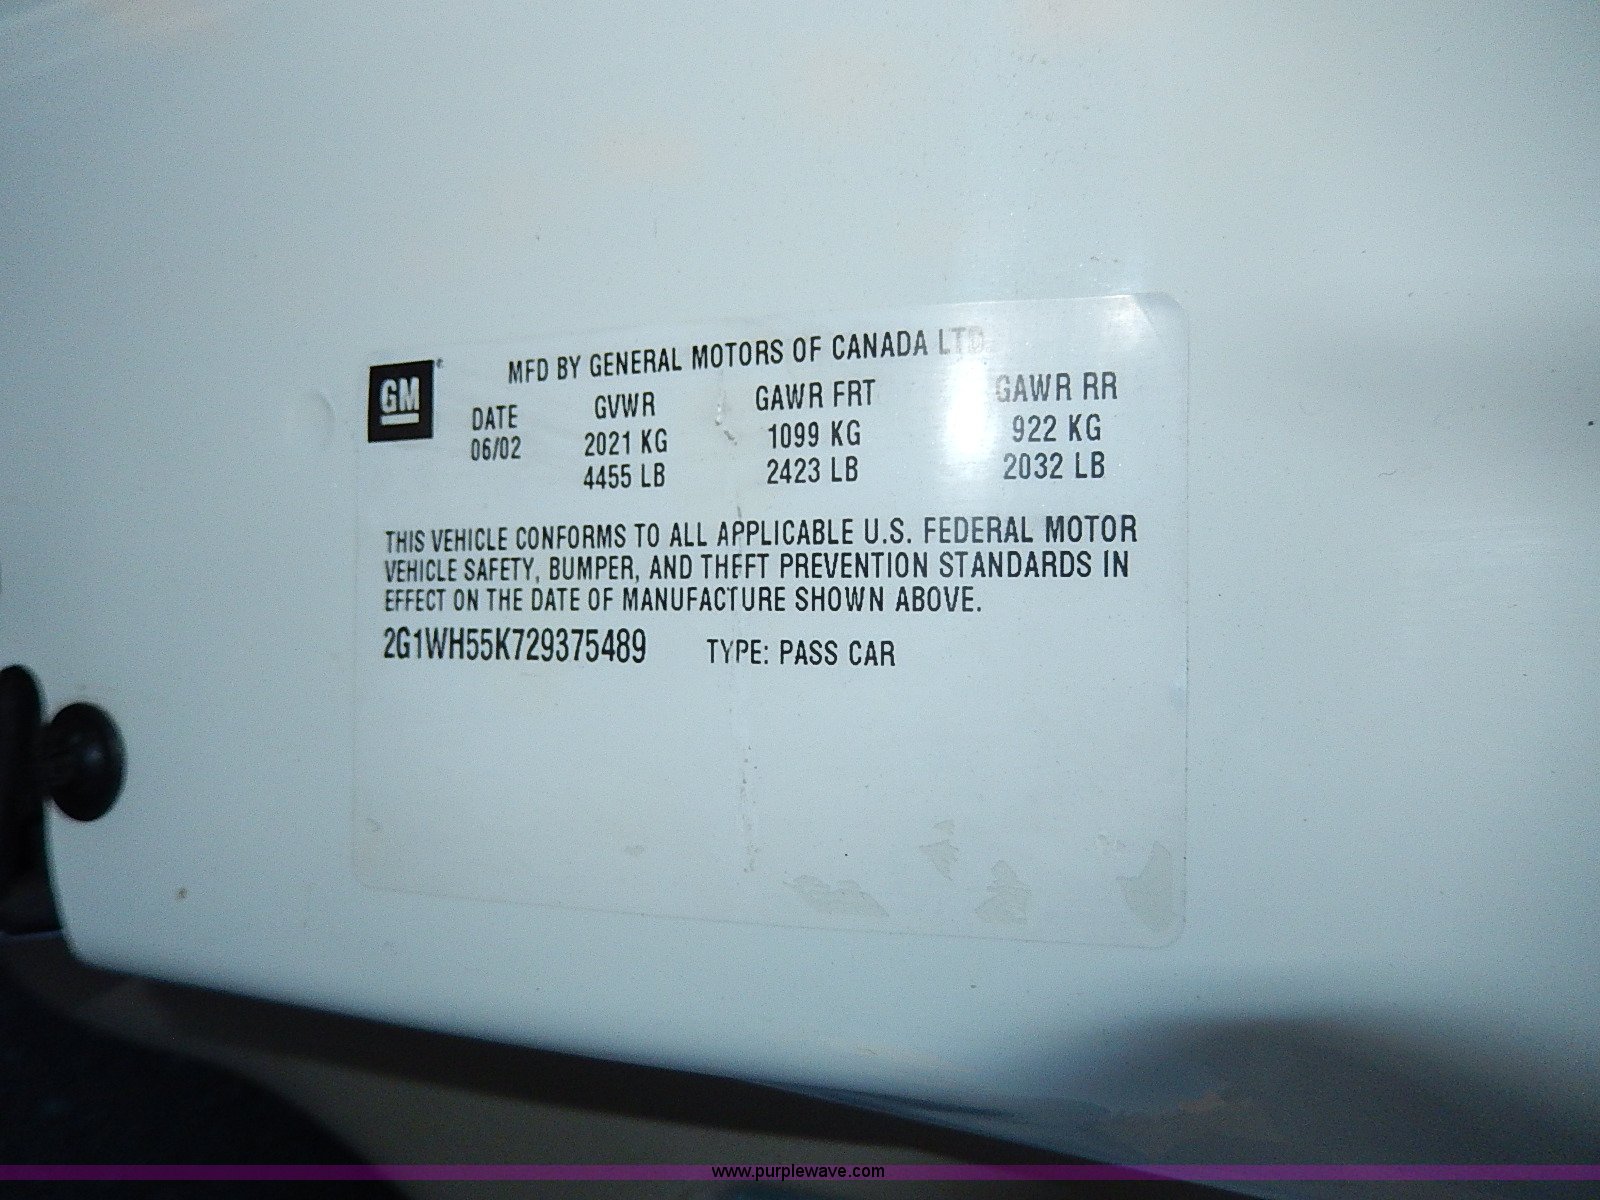 GM
MFD BY GENERAL MOTORS OF CANADA LTD
DATE GVWR GAWR FRT GAWR RR
06/02 2021 KG 1099 KG 922 KG
4455 LB 2423 LB 2032 LB
THIS VEHICLE CONFORMS TO ALL APPLICABLE U.S. FEDERAL MOTOR
VEHICLE SAFETY, BUMPER, AND THEFT PREVENTION STANDARDS IN
EFFECT ON THE DATE OF MANUFACTURE SHOWN ABOVE.
2G1WH55K729375489 TYPE: PASS CAR
www.purplewave.com